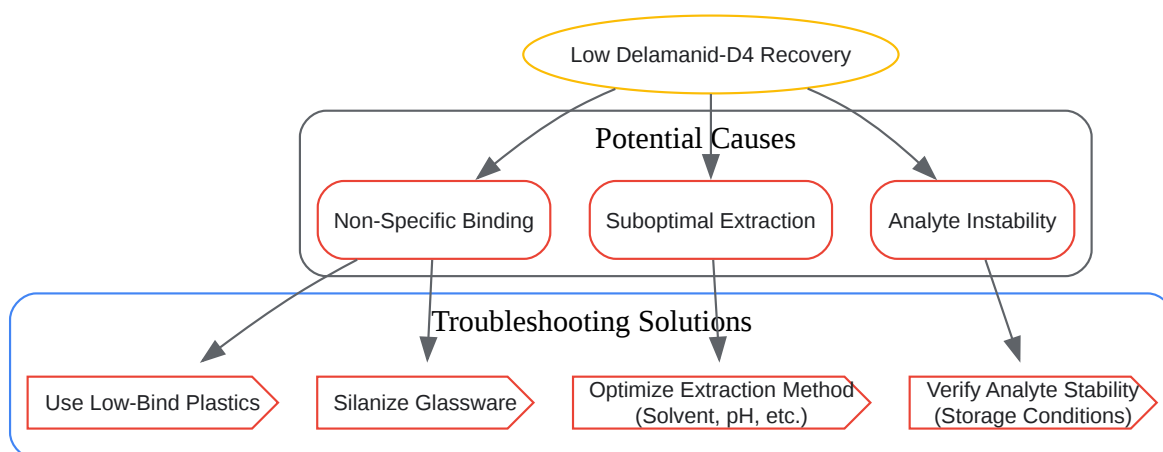 Low Delamanid-D4 Recovery
Potential Causes
Non-Specific Binding
Suboptimal Extraction
Analyte Instability
Troubleshooting Solutions
Use Low-Bind Plastics
Silanize Glassware
Optimize Extraction Method
(Solvent, pH, etc.)
Verify Analyte Stability
(Storage Conditions)